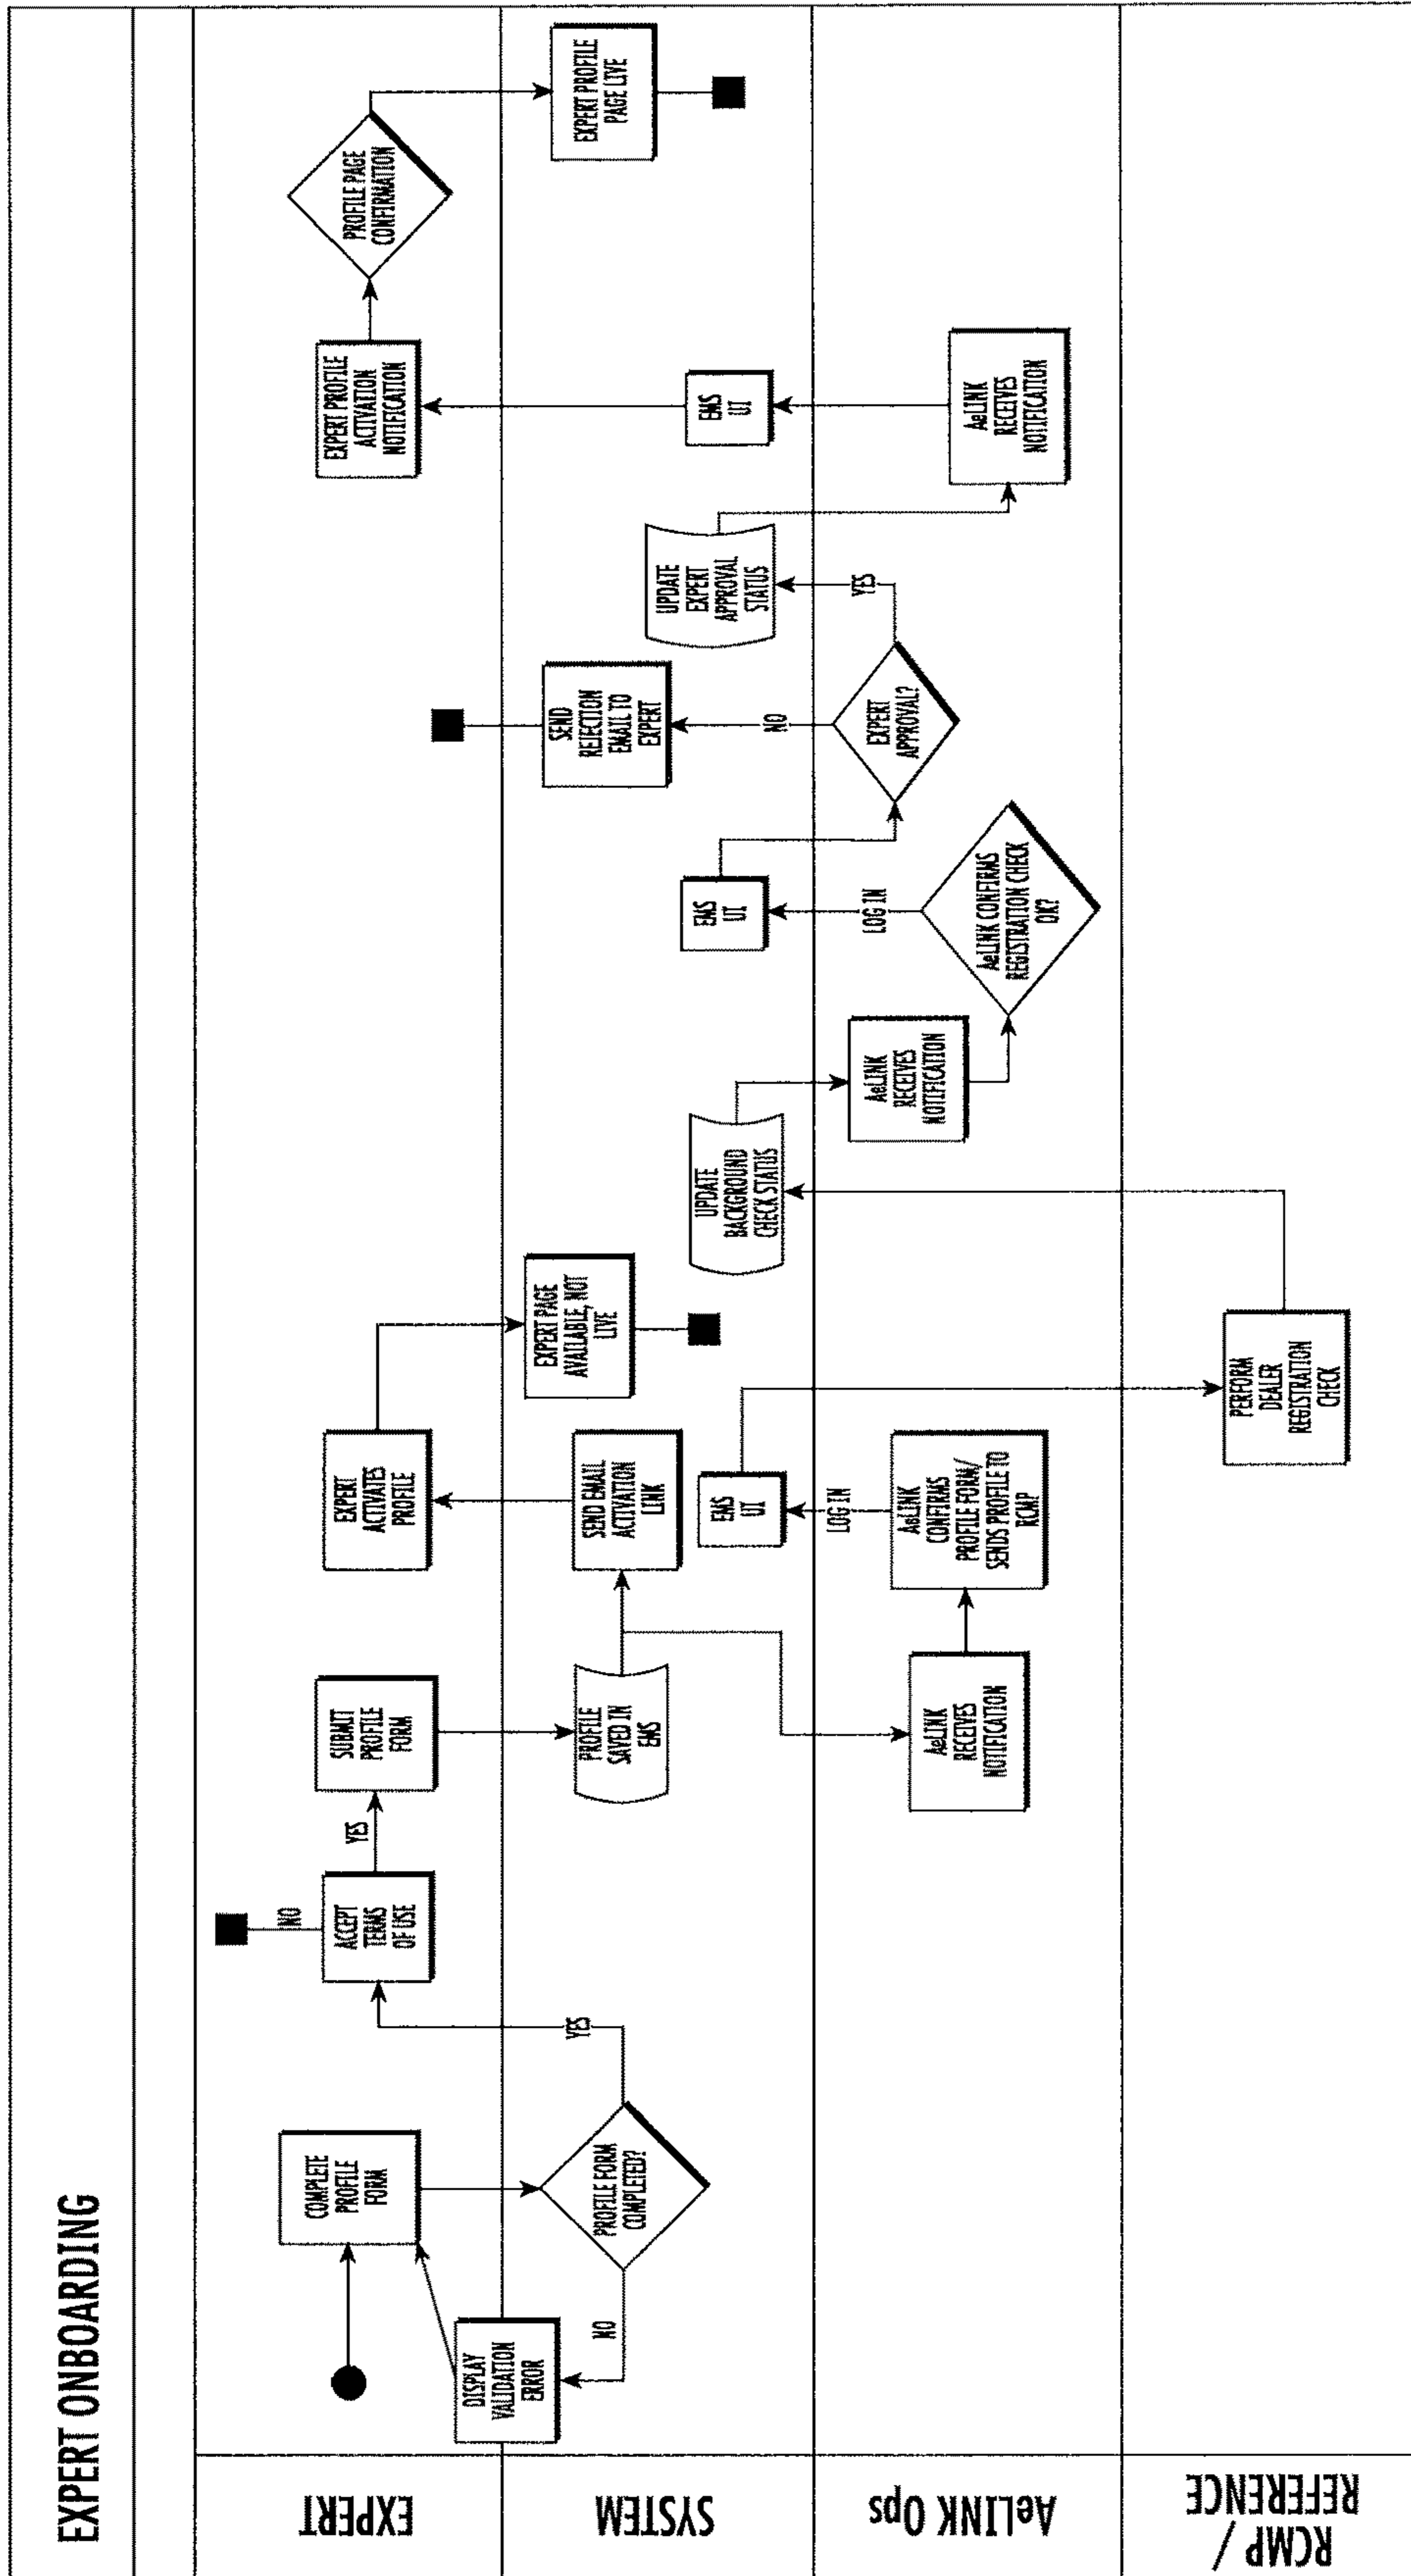 EXPERT ONBOARDING
EXPERT
SYSTEM
AeLINK Ops
RCMP /
REFERENCE
COMPLETE
PROFILE
FORM
DISPLAY
VALIDATION
ERROR
NO
PROFILE FORM
COMPLETED?
YES
ACCEPT
TERMS
OF USE
NO
YES
SUBMIT
PROFILE
FORM
PROFILE
SAVED IN
EMS
AeLINK
RECEIVES
NOTIFICATION
SEND EMAIL
ACTIVATION
LINK
EXPERT
ACTIVATES
PROFILE
AeLINK
CONFIRMS
PROFILE FORM/
SENDS PROFILE TO
RCMP
LOG IN
EMS
UI
EXPERT PAGE
AVAILABLE, NOT
LIVE
PERFORM
DEALER
REGISTRATION
CHECK
UPDATE
BACKGROUND
CHECK STATUS
AeLINK
RECEIVES
NOTIFICATION
AeLINK CONFIRMS
REGISTRATION CHECK
OK?
LOG IN
EMS
UI
EXPERT
APPROVAL?
NO
SEND
REJECTION
EMAIL TO
EXPERT
YES
UPDATE
EXPERT
APPROVAL
STATUS
AeLINK
RECEIVES
NOTIFICATION
EMS
UI
EXPERT PROFILE
ACTIVATION
NOTIFICATION
PROFILE PAGE
CONFIRMATION
EXPERT PROFILE
PAGE LIVE